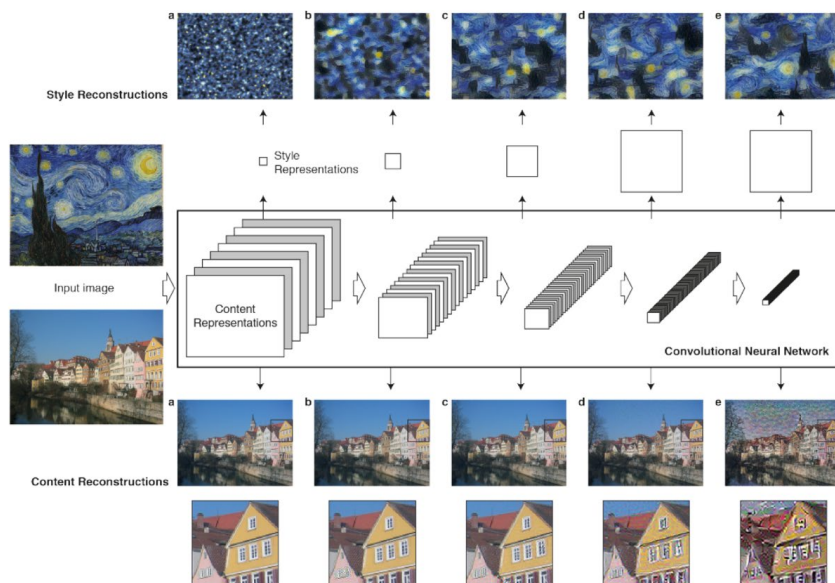 a b c d e
Style Reconstructions
Style
Representations
Input image
Content
Representations
Convolutional Neural Network
a b c d e
Content Reconstructions